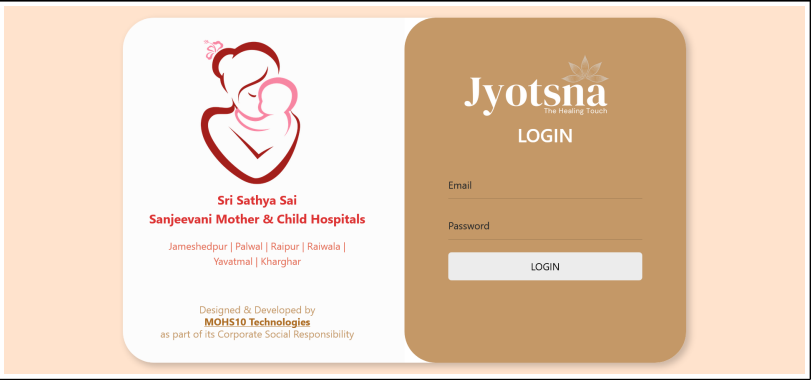 Sri Sathya Sai
Sanjeevani Mother & Child Hospitals
Jameshedpur | Palwal | Raipur | Raiwala |
Yavatmal | Kharghar
Designed & Developed by
MOHS10 Technologies
as part of its Corporate Social Responsibility
Jyotsna
The Healing Touch
LOGIN
Email
Password
LOGIN